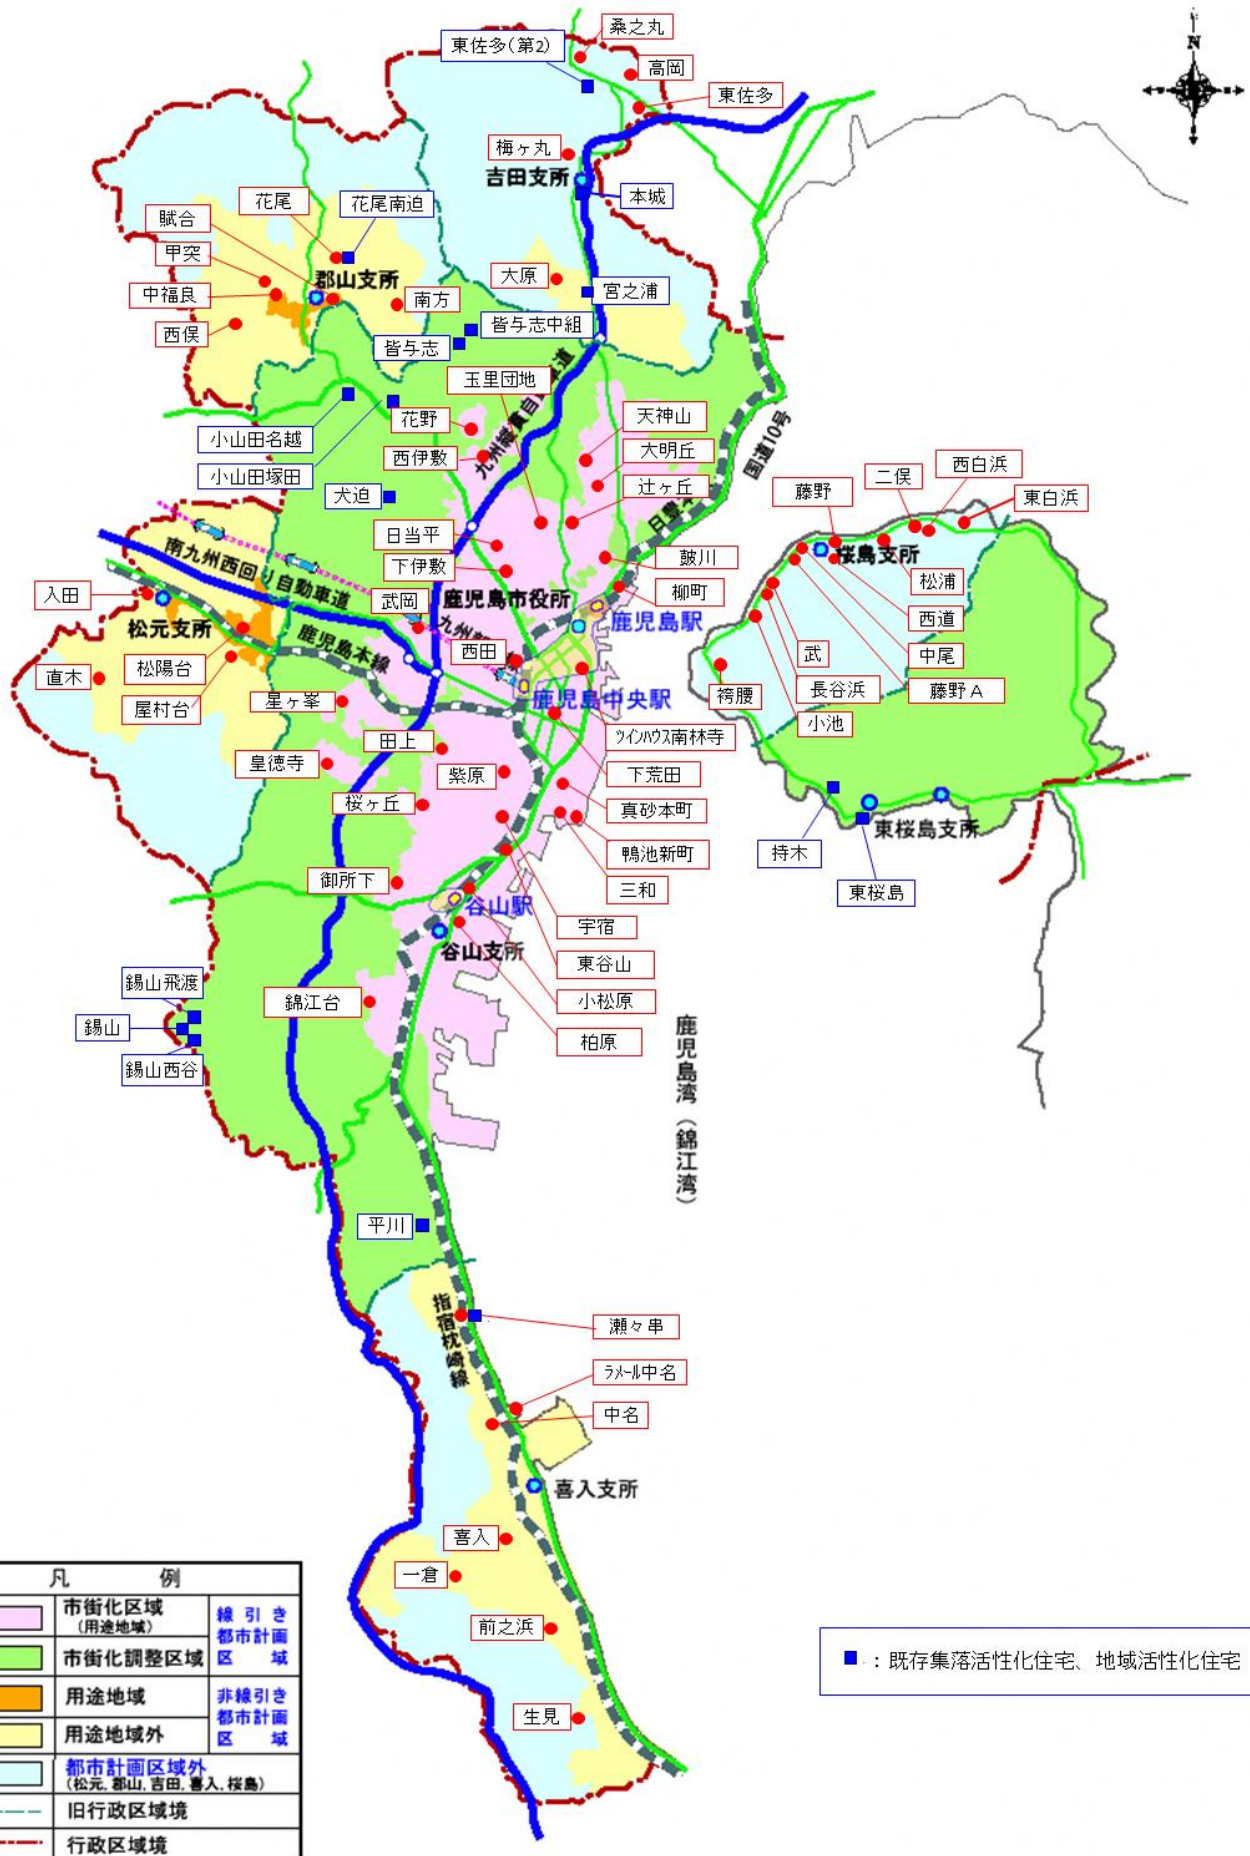 桑之丸
東佐多(第2)
高岡
N
東佐多
梅ヶ丸
吉田支所
本城
花尾
花尾南迫
賦合
甲突
郡山支所
大原
中福良
南方
宮之浦
西俣
皆与志中組
皆与志
玉里団地
九州縦貫自動車道
天神山
花野
国道10号
小山田名越
西伊敷
大明丘
小山田塚田
辻ヶ丘
犬迫
日豊本
西白浜
二俣
藤野
東白浜
桜島支所
日当平
南九州西回り自動車道
下伊敷
皷川
松浦
入田
武岡
鹿児島市役所
柳町
松元支所
鹿児島駅
西道
鹿児島本線
九州新
西田
武
中尾
松陽台
直木
長谷浜
藤野A
袴腰
屋村台
星ヶ峯
鹿児島中央駅
小池
田上
ツインハウス南林寺
皇徳寺
紫原
下荒田
桜ヶ丘
真砂本町
東桜島支所
鴨池新町
持木
御所下
三和
東桜島
谷山駅
宇宿
谷山支所
東谷山
錫山飛渡
錦江台
小松原
錫山
柏原
錫山西谷
鹿児島湾(錦江湾)
平川
指宿枕崎線
瀬々串
ラメール中名
中名
喜入支所
喜入
一倉
前之浜
生見
凡 例
市街化区域
(用途地域)
線引き
都市計画
区域
市街化調整区域
用途地域
非線引き
都市計画
区域
用途地域外
都市計画区域外
(松元, 郡山, 吉田, 喜入, 桜島)
旧行政区域境
行政区域境
■:既存集落活性化住宅、地域活性化住宅